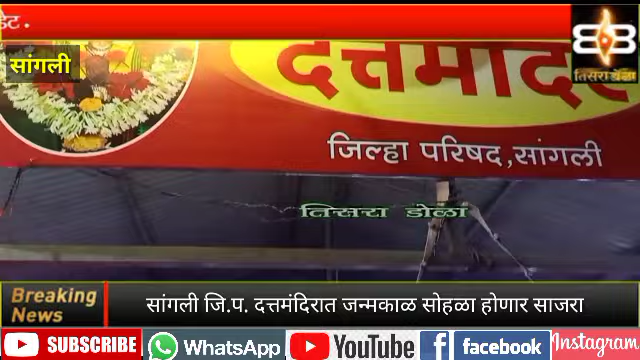 डेट.
सांगली
तिसरा डोळा
दत्तमंदिर
जिल्हा परिषद,सांगली
तिसरा डोळा
Breaking News
सांगली जि.प. दत्तमंदिरात जन्मकाळ सोहळा होणार साजरा
SUBSCRIBE WhatsApp YouTube facebook Instagram